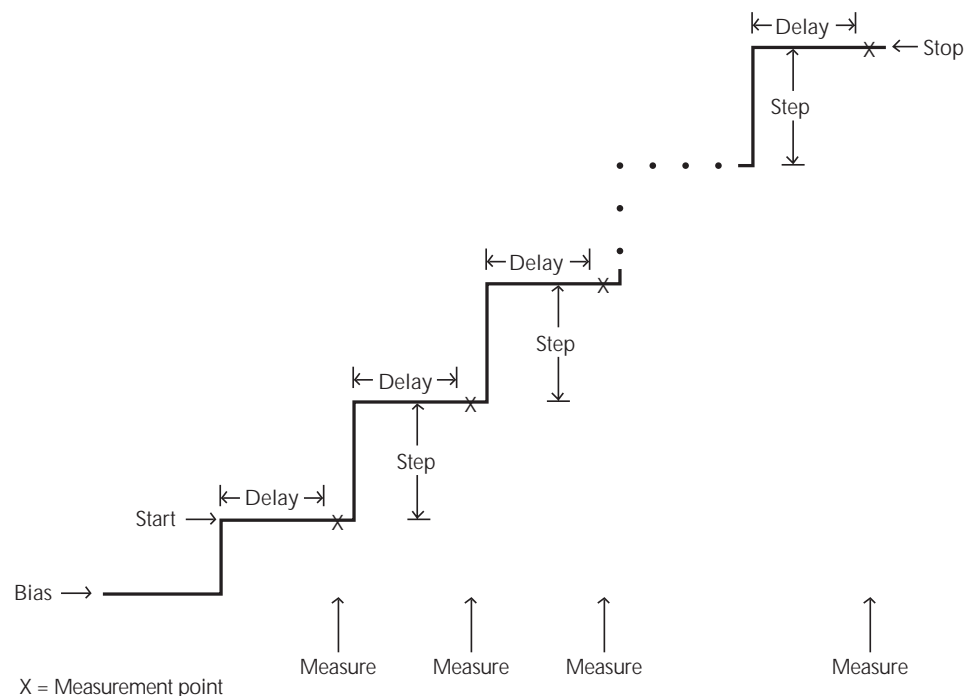 Delay
Stop
Step
Delay
Step
Delay
Step
Delay
Start
Bias
Measure Measure Measure Measure
X = Measurement point